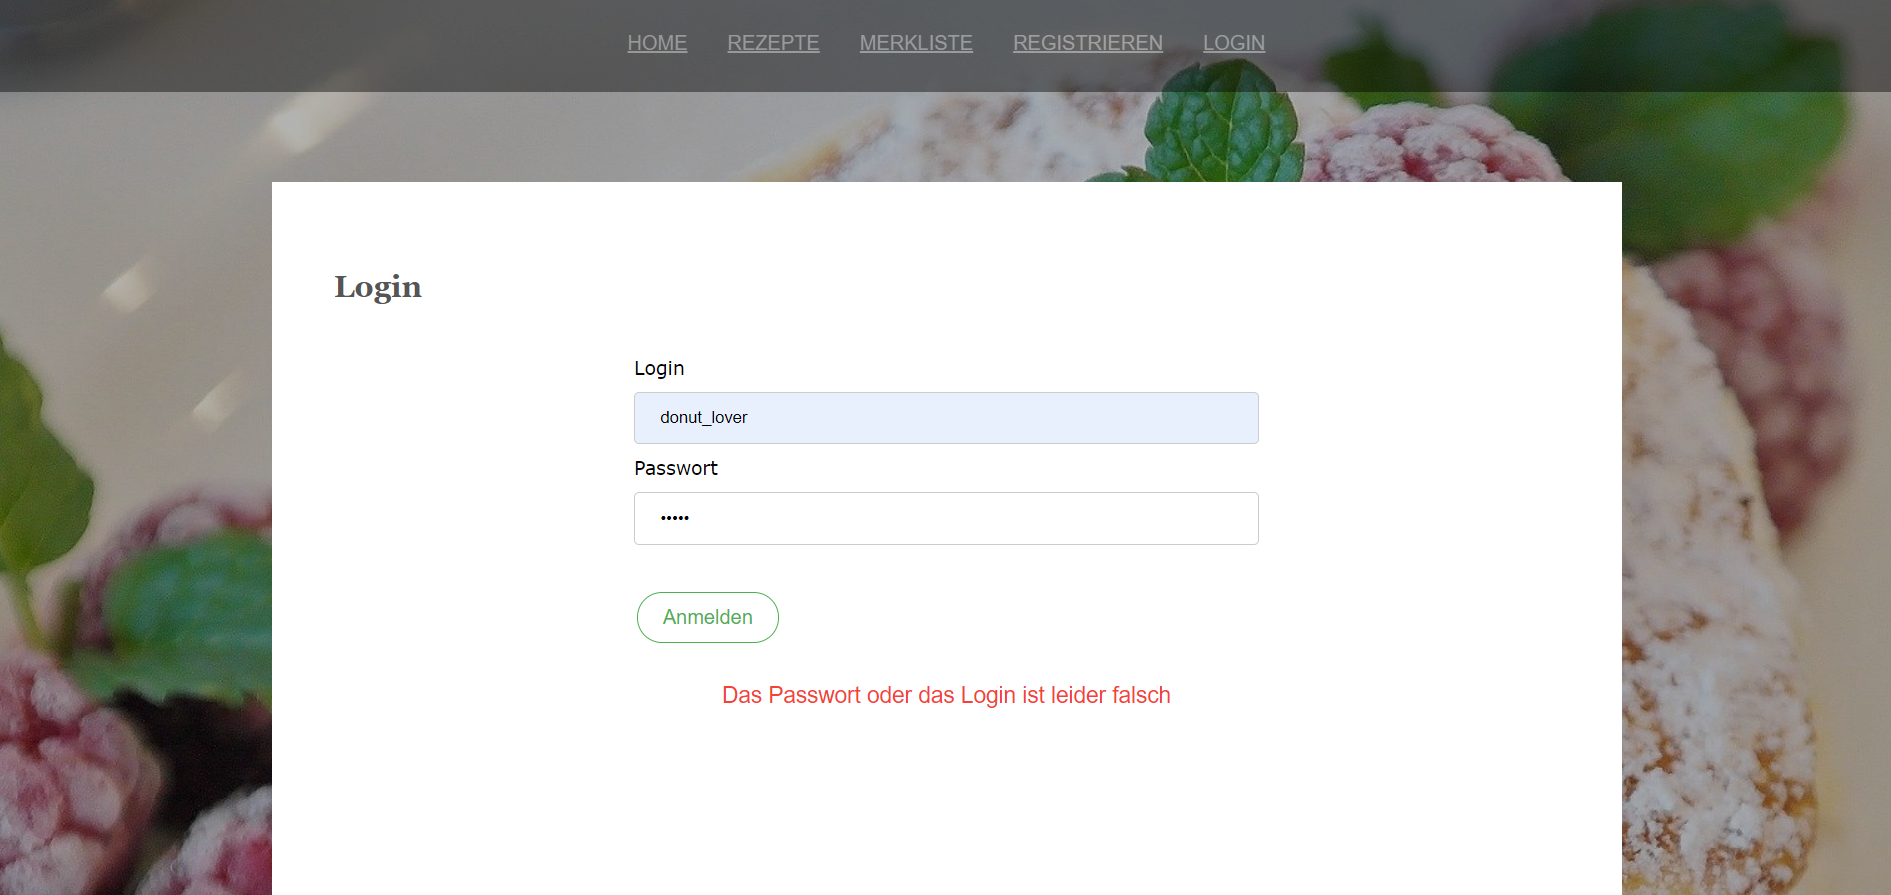 HOME REZEPTE MERKLISTE REGISTRIEREN LOGIN
Login
Login
donut_lover
Passwort
•••••
Anmelden
Das Passwort oder das Login ist leider falsch